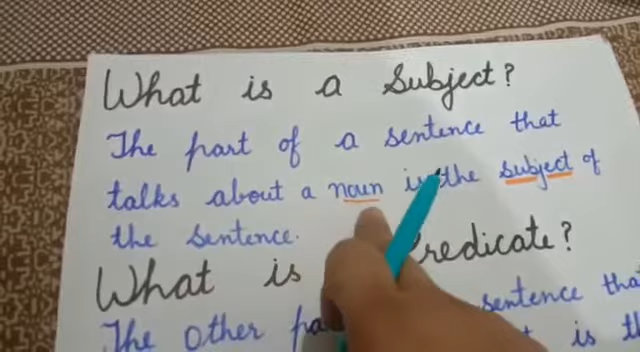 What is a Subject?
The part of a sentence that
talks about a noun is the subject of
the sentence.
What is Predicate?
The Other sentence
is